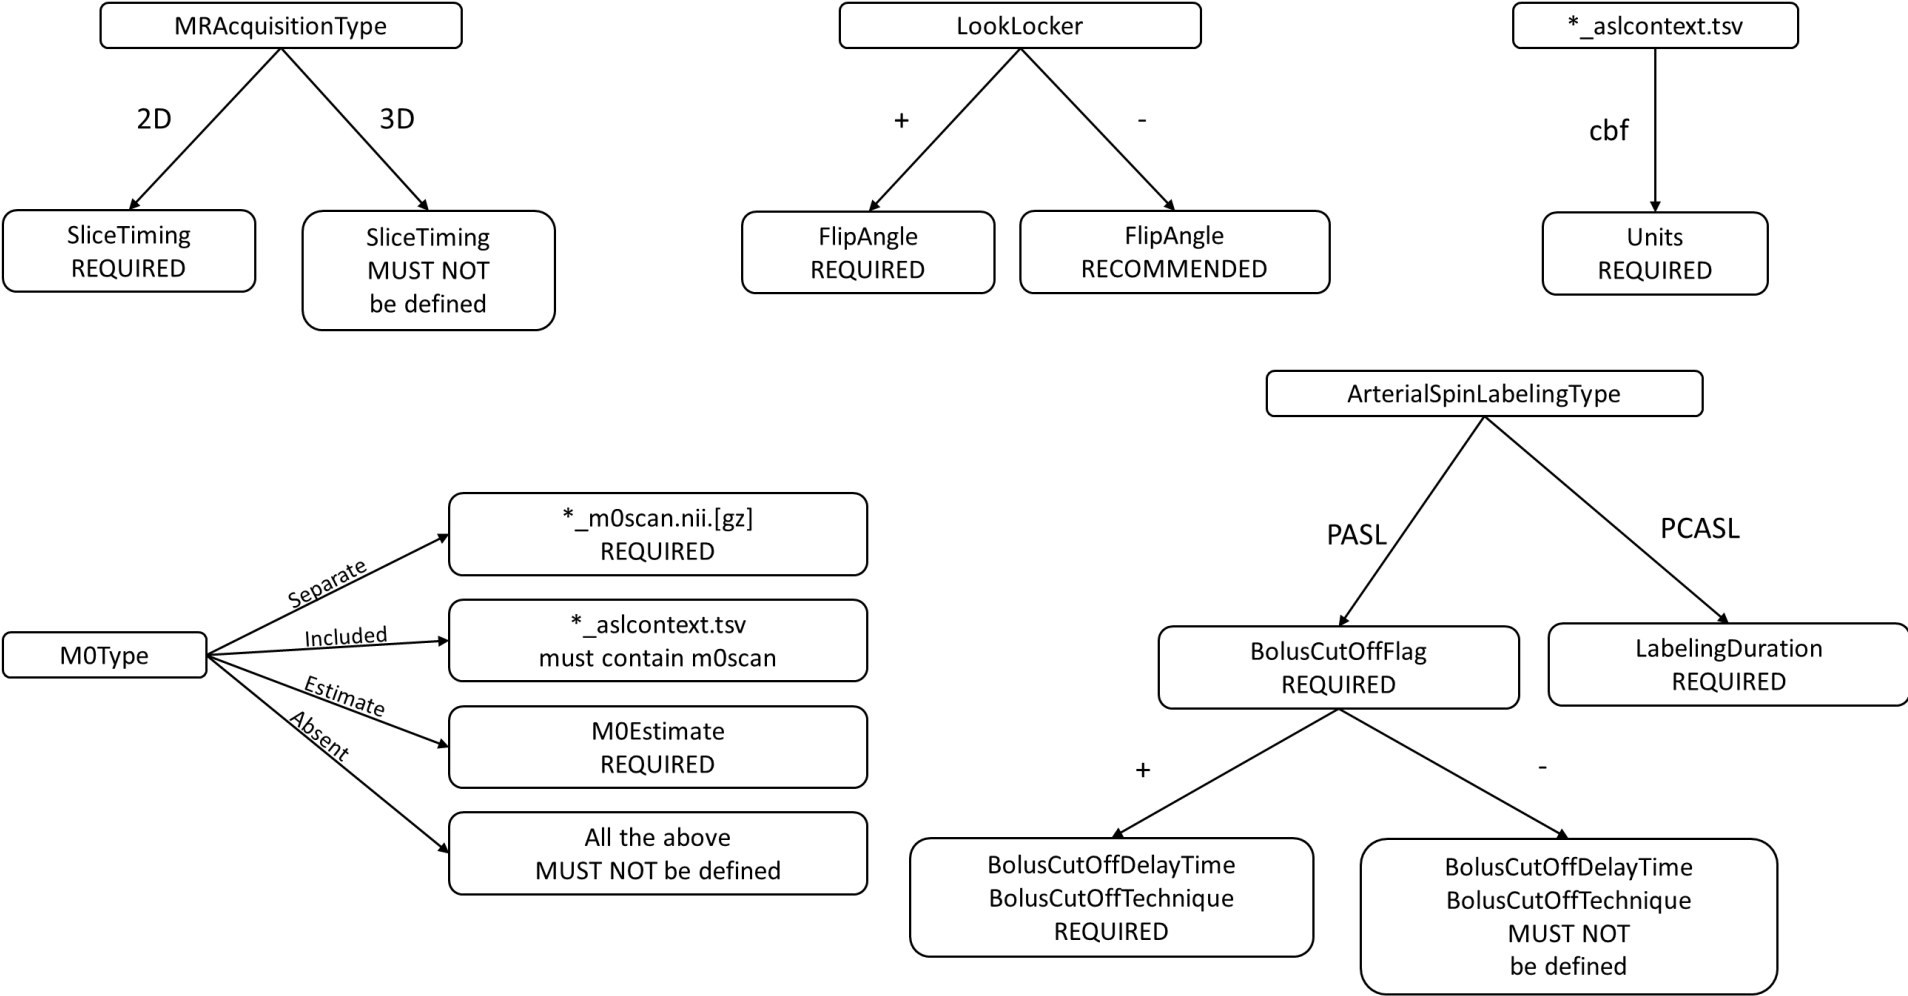 MRAcquisitionType
2D
3D
SliceTiming
REQUIRED
SliceTiming
MUST NOT
be defined
LookLocker
+
-
FlipAngle
REQUIRED
FlipAngle
RECOMMENDED
*_aslcontext.tsv
cbf
Units
REQUIRED
M0Type
Separate
Included
Estimate
Absent
*_m0scan.nii.[gz]
REQUIRED
*_aslcontext.tsv
must contain m0scan
M0Estimate
REQUIRED
All the above
MUST NOT be defined
ArterialSpinLabelingType
PASL
PCASL
BolusCutOffFlag
REQUIRED
LabelingDuration
REQUIRED
+
-
BolusCutOffDelayTime
BolusCutOffTechnique
REQUIRED
BolusCutOffDelayTime
BolusCutOffTechnique
MUST NOT
be defined